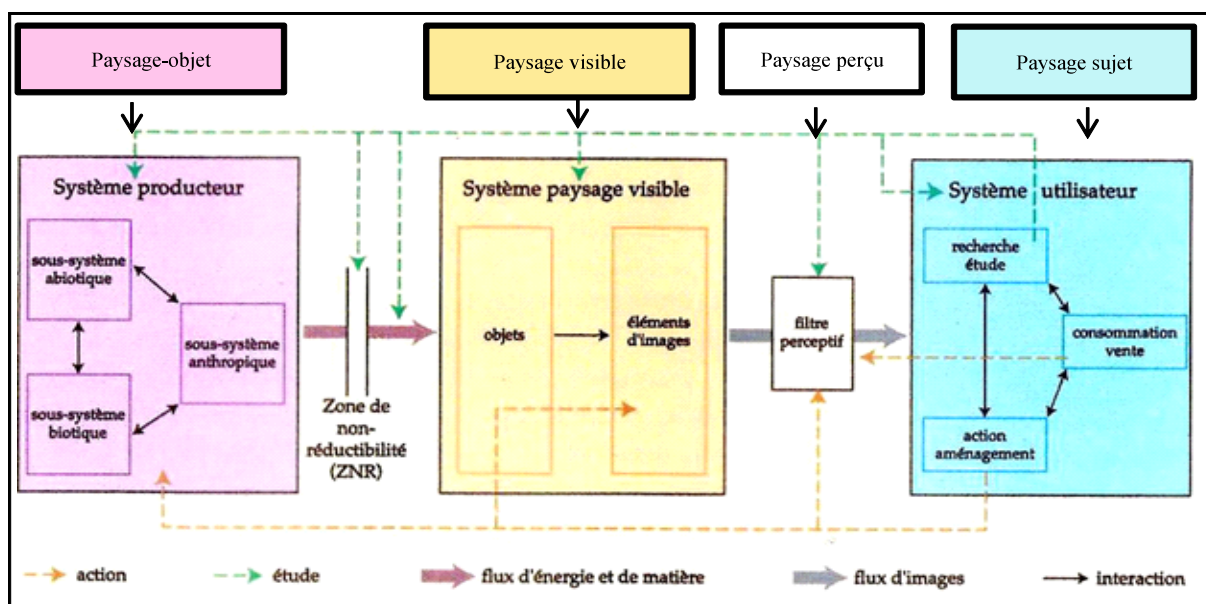 Paysage-objet
Paysage visible
Paysage perçu
Paysage sujet
Système producteur
sous-système
abiotique
sous-système
anthropique
sous-système
biotique
Zone de
non-
réductibilité
(ZNR)
Système paysage visible
objets
éléments
d'images
filtre
perceptif
Système utilisateur
recherche
étude
consommation
vente
action
aménagement
action
étude
flux d'énergie et de matière
flux d'images
interaction